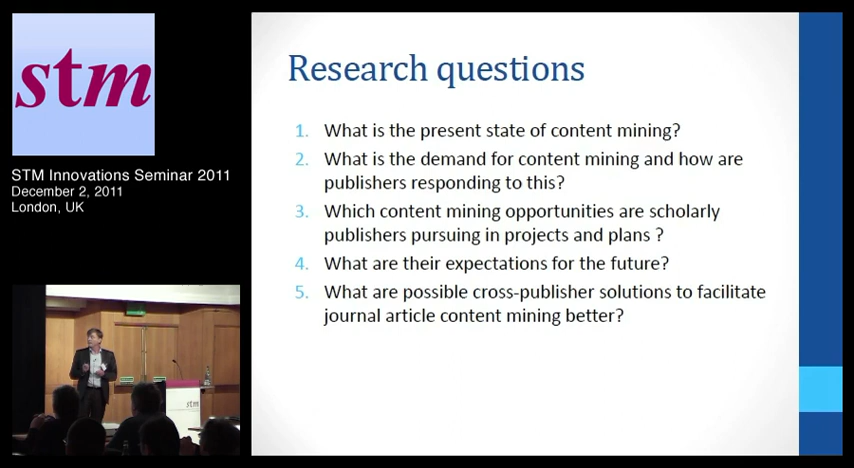 stm
STM Innovations Seminar 2011
December 2, 2011
London, UK
Research questions
1. What is the present state of content mining?
2. What is the demand for content mining and how are
publishers responding to this?
3. Which content mining opportunities are scholarly
publishers pursuing in projects and plans ?
4. What are their expectations for the future?
5. What are possible cross-publisher solutions to facilitate
journal article content mining better?
stm